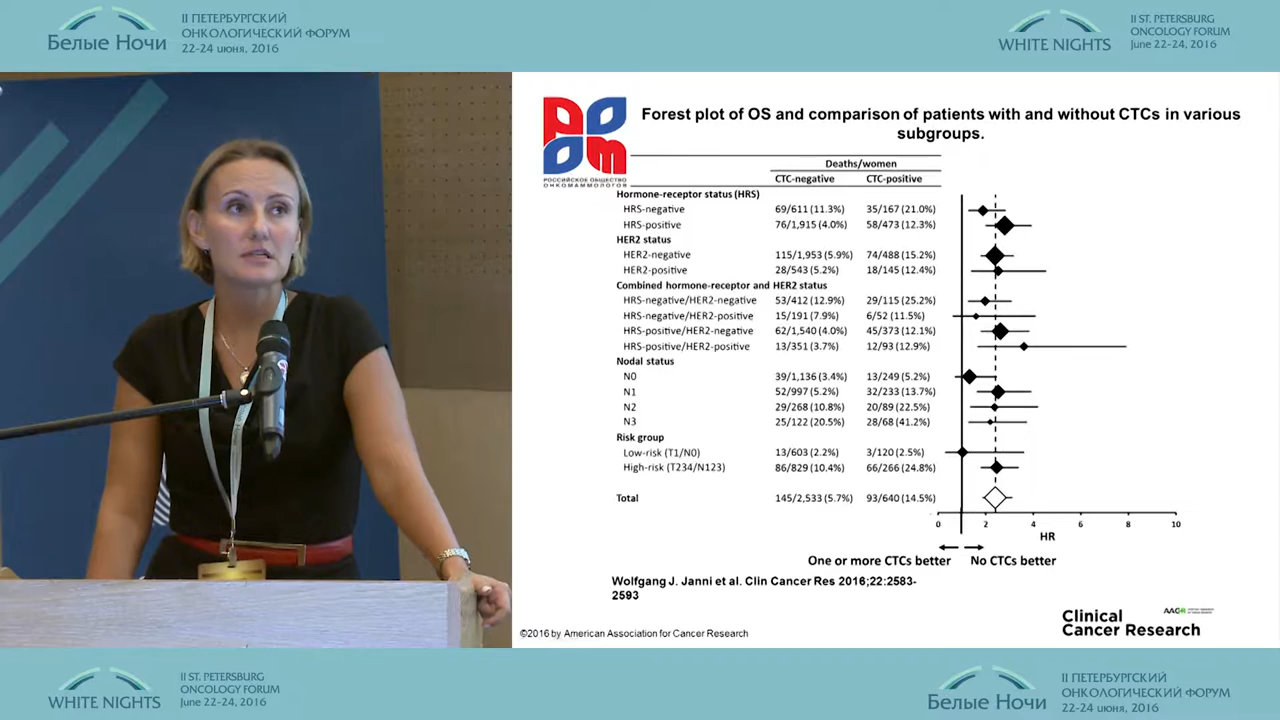 II ПЕТЕРБУРГСКИЙ
ОНКОЛОГИЧЕСКИЙ ФОРУМ
Белые Ночи
22-24 июня, 2016
II ST. PETERSBURG
ONCOLOGY FORUM
WHITE NIGHTS
June 22-24, 2016
РОССИЙСКОЕ ОБЩЕСТВО
ОНКОМАММОЛОГОВ
Forest plot of OS and comparison of patients with and without CTCs in various
subgroups.
Deaths/women
CTC-negative CTC-positive
Hormone-receptor status (HRS)
HRS-negative 69/611 (11.3%) 35/167 (21.0%)
HRS-positive 76/1,915 (4.0%) 58/473 (12.3%)
HER2 status
HER2-negative 115/1,953 (5.9%) 74/488 (15.2%)
HER2-positive 28/543 (5.2%) 18/145 (12.4%)
Combined hormone-receptor and HER2 status
HRS-negative/HER2-negative 53/412 (12.9%) 29/115 (25.2%)
HRS-negative/HER2-positive 15/191 (7.9%) 6/52 (11.5%)
HRS-positive/HER2-negative 62/1,540 (4.0%) 45/373 (12.1%)
HRS-positive/HER2-positive 13/351 (3.7%) 12/93 (12.9%)
Nodal status
N0 39/1,136 (3.4%) 13/249 (5.2%)
N1 52/997 (5.2%) 32/233 (13.7%)
N2 29/268 (10.8%) 20/89 (22.5%)
N3 25/122 (20.5%) 28/68 (41.2%)
Risk group
Low-risk (T1/N0) 13/603 (2.2%) 3/120 (2.5%)
High-risk (T234/N123) 86/829 (10.4%) 66/266 (24.8%)
Total 145/2,533 (5.7%) 93/640 (14.5%)
0 2 4 6 8 10
HR
One or more CTCs better No CTCs better
Wolfgang J. Janni et al. Clin Cancer Res 2016;22:2583-
2593
©2016 by American Association for Cancer Research
AACR
Clinical
Cancer Research
WHITE NIGHTS
II ST. PETERSBURG
ONCOLOGY FORUM
June 22-24, 2016
Белые Ночи
II ПЕТЕРБУРГСКИЙ
ОНКОЛОГИЧЕСКИЙ ФОРУМ
22-24 июня, 2016